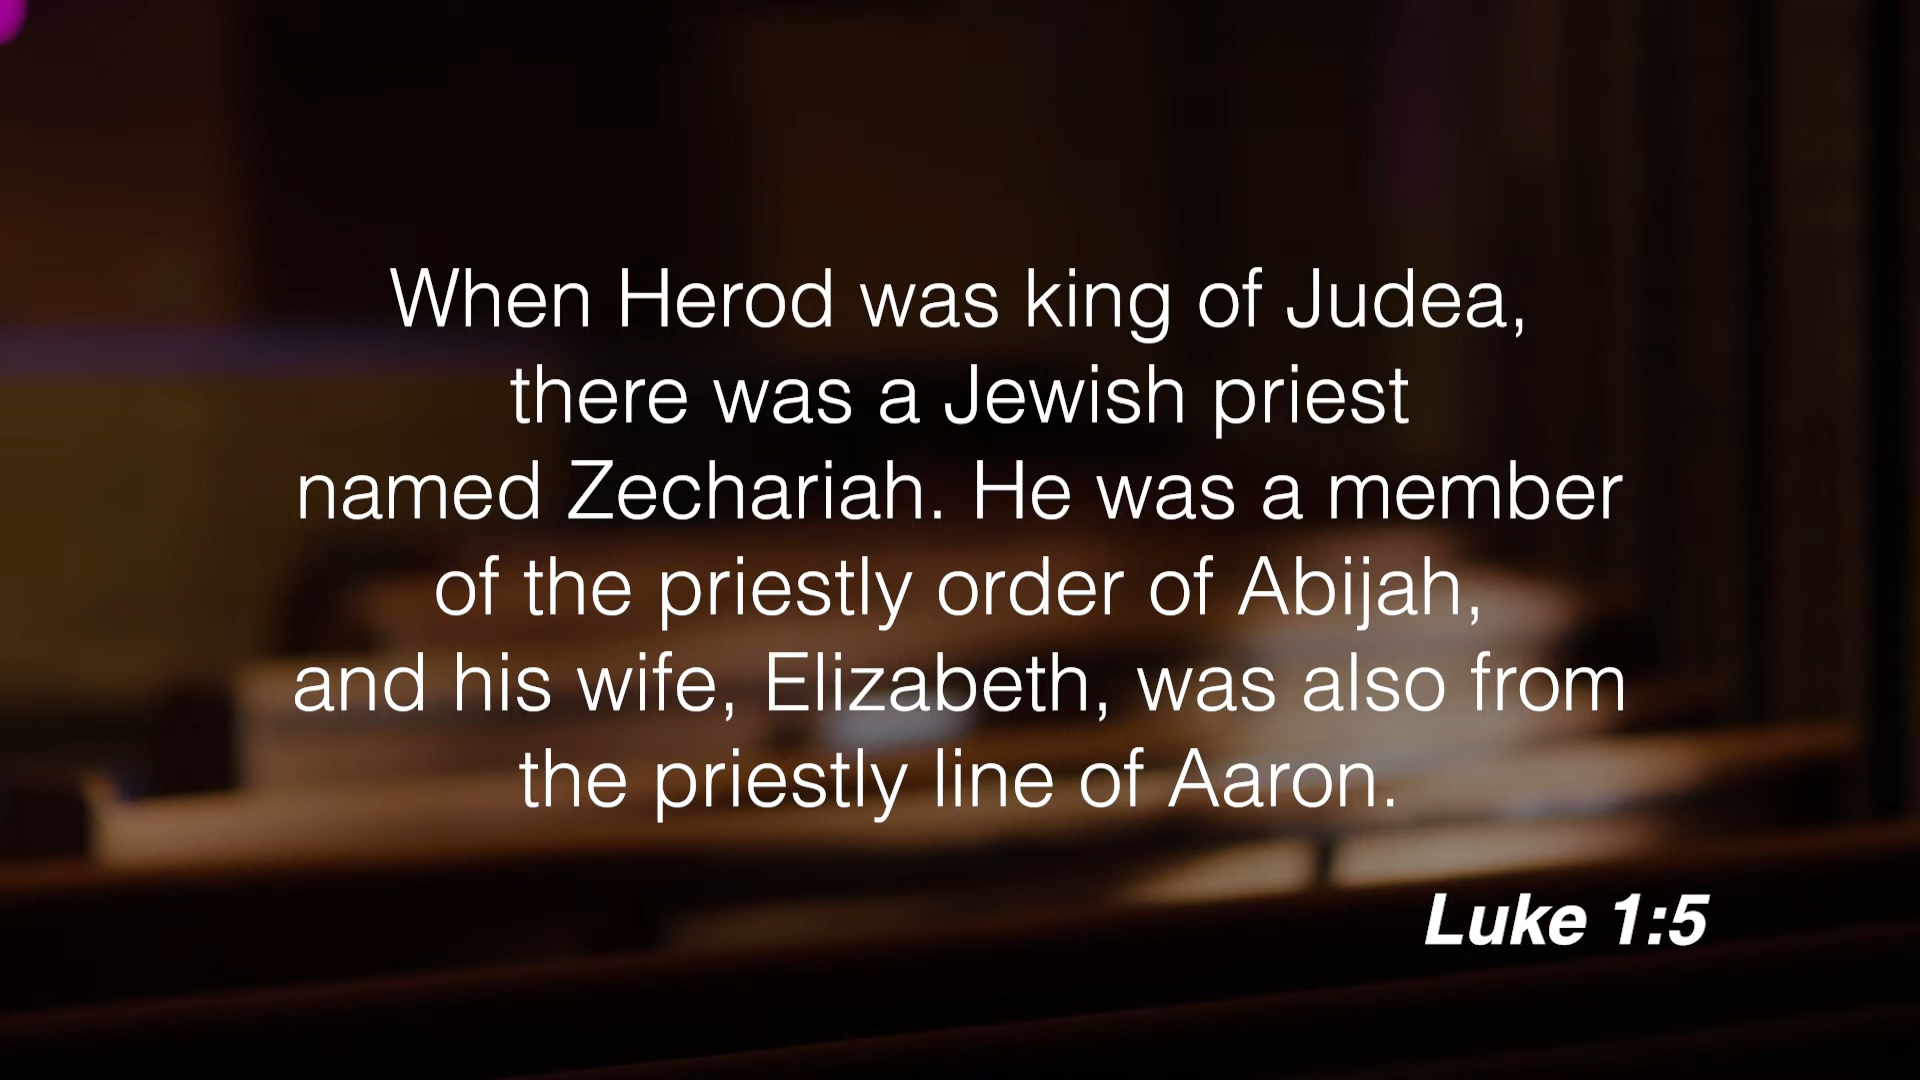 When Herod was king of Judea,
there was a Jewish priest
named Zechariah. He was a member
of the priestly order of Abijah,
and his wife, Elizabeth, was also from
the priestly line of Aaron.
Luke 1:5